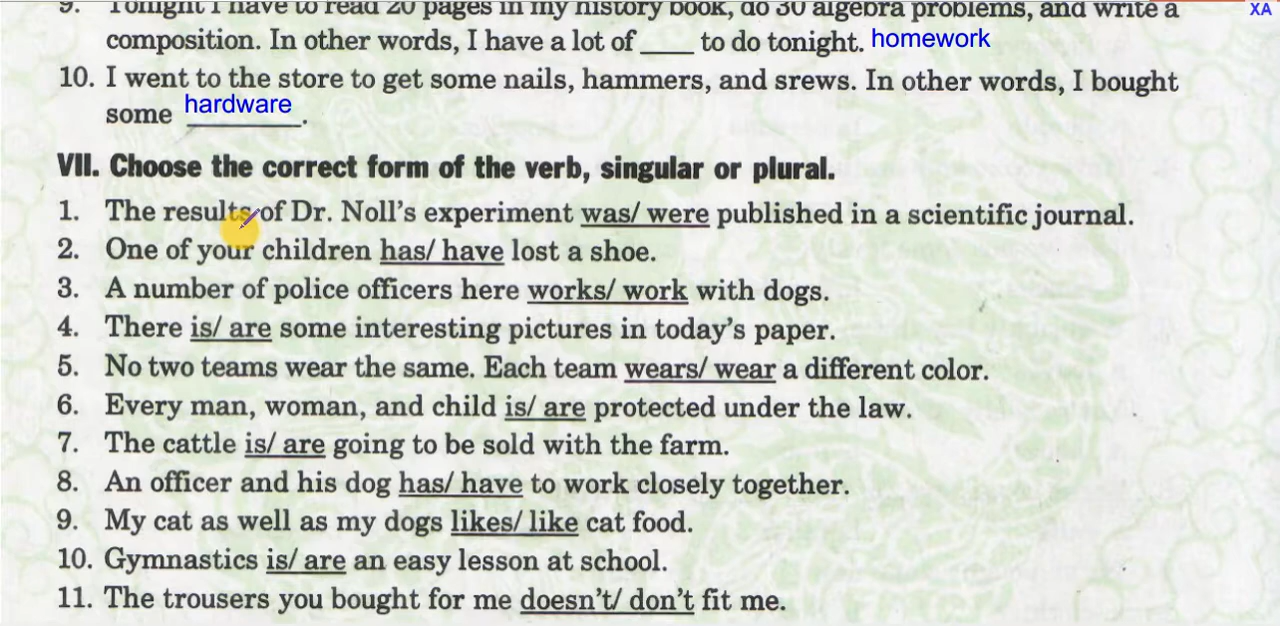 9. Tonight I have to read 20 pages in my history book, do 30 algebra problems, and write a
XA
composition. In other words, I have a lot of ____ to do tonight. homework
10. I went to the store to get some nails, hammers, and srews. In other words, I bought
some hardware.
VII. Choose the correct form of the verb, singular or plural.
1. The results of Dr. Noll's experiment was/ were published in a scientific journal.
2. One of your children has/ have lost a shoe.
3. A number of police officers here works/ work with dogs.
4. There is/ are some interesting pictures in today's paper.
5. No two teams wear the same. Each team wears/ wear a different color.
6. Every man, woman, and child is/ are protected under the law.
7. The cattle is/ are going to be sold with the farm.
8. An officer and his dog has/ have to work closely together.
9. My cat as well as my dogs likes/ like cat food.
10. Gymnastics is/ are an easy lesson at school.
11. The trousers you bought for me doesn't/ don't fit me.